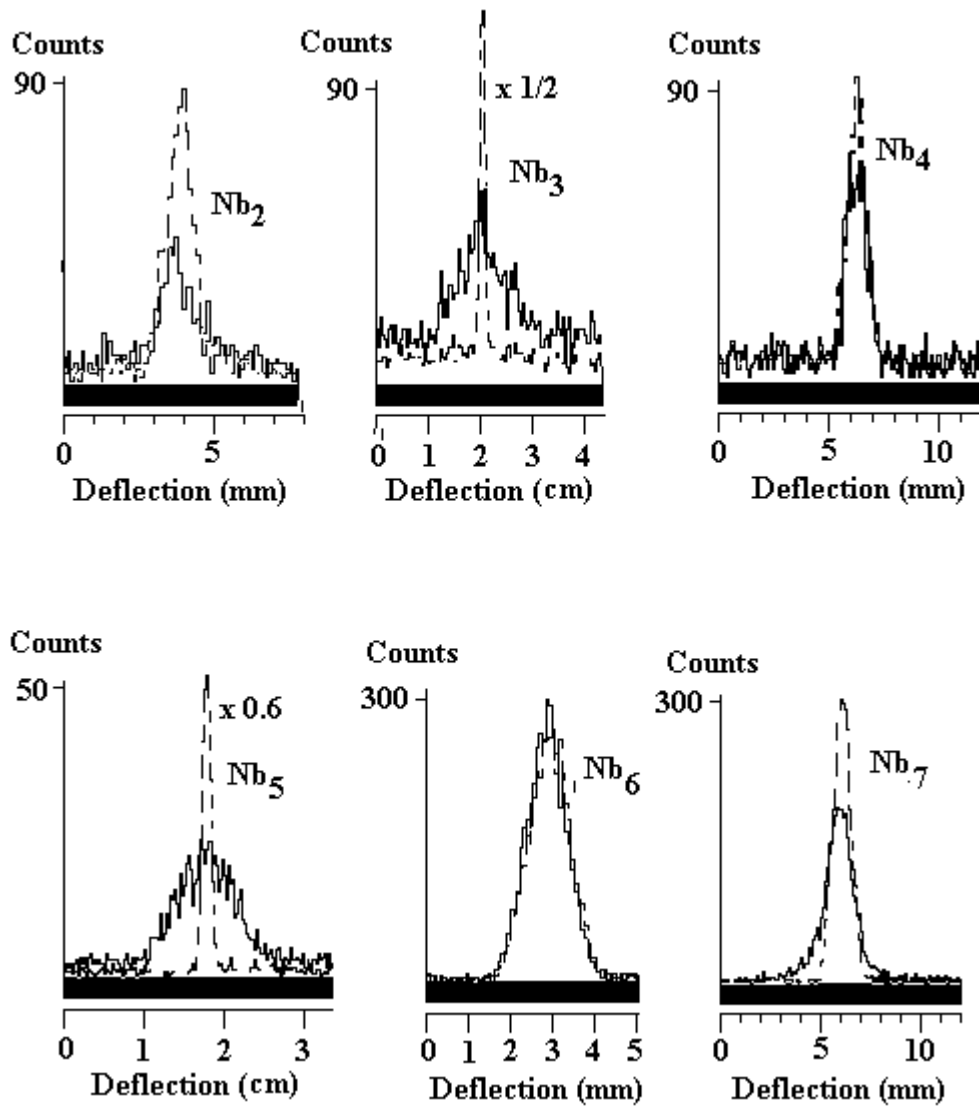 Counts
90
Nb2
0 5
Deflection (mm)
Counts
90
x 1/2
Nb3
0 1 2 3 4
Deflection (cm)
90
Nb4
0 5 10
Deflection (mm)
Counts
50
x 0.6
Nb5
0 1 2 3
Deflection (cm)
Counts
300
Nb6
0 1 2 3 4 5
Deflection (mm)
Counts
300
Nb7
0 5 10
Deflection (mm)
Counts